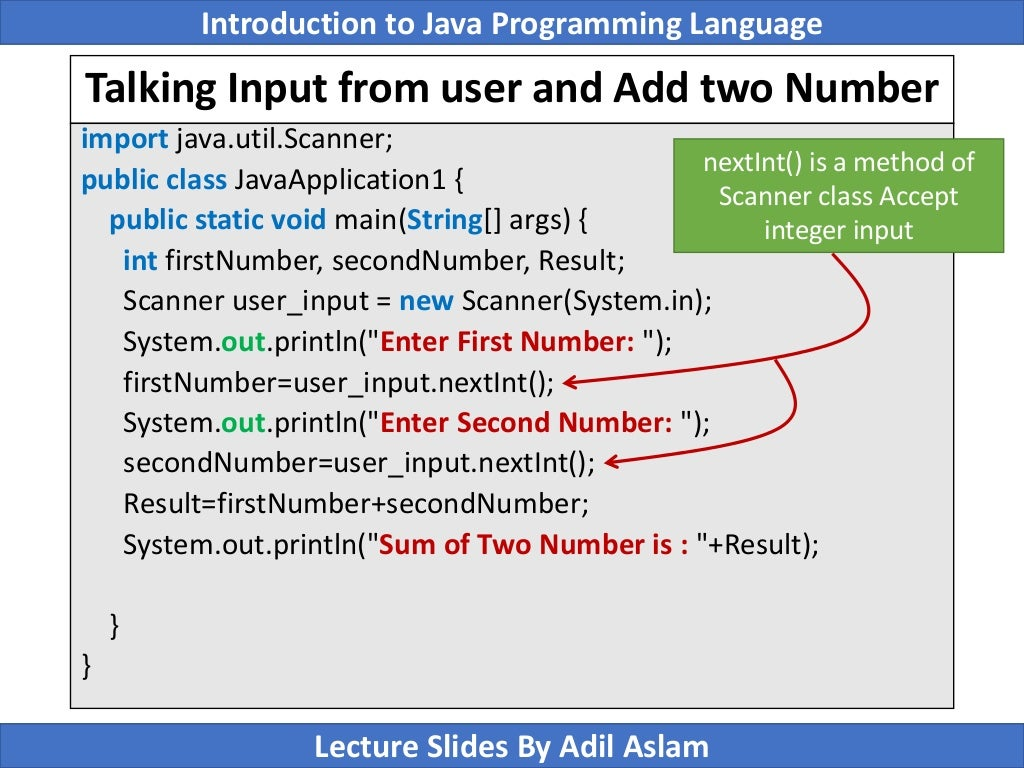 Introduction to Java Programming Language
Talking Input from user and Add two Number
import java.util.Scanner;
public class JavaApplication1 {
public static void main(String[] args) {
int firstNumber, secondNumber, Result;
Scanner user_input = new Scanner(System.in);
System.out.println("Enter First Number: ");
firstNumber=user_input.nextInt();
System.out.println("Enter Second Number: ");
secondNumber=user_input.nextInt();
Result=firstNumber+secondNumber;
System.out.println("Sum of Two Number is : "+Result);
}
}
nextInt() is a method of
Scanner class Accept
integer input
Lecture Slides By Adil Aslam